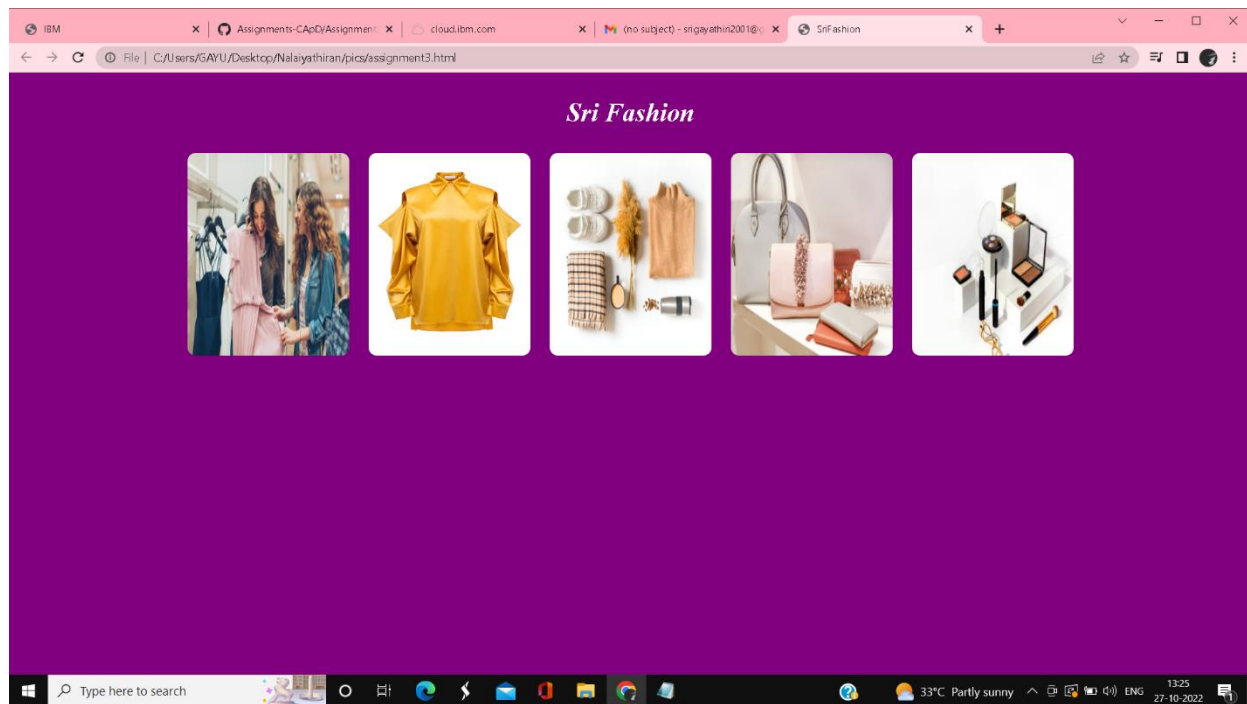 IBM
Assignments-CApD/Assignment
cloud.ibm.com
(no subject) - srigayathin2001@g
SriFashion
File | C:/Users/GAYU/Desktop/Nalaiyathiran/pics/assignment3.html
Sri Fashion
Type here to search
33°C Partly sunny
ENG
13:25
27-10-2022